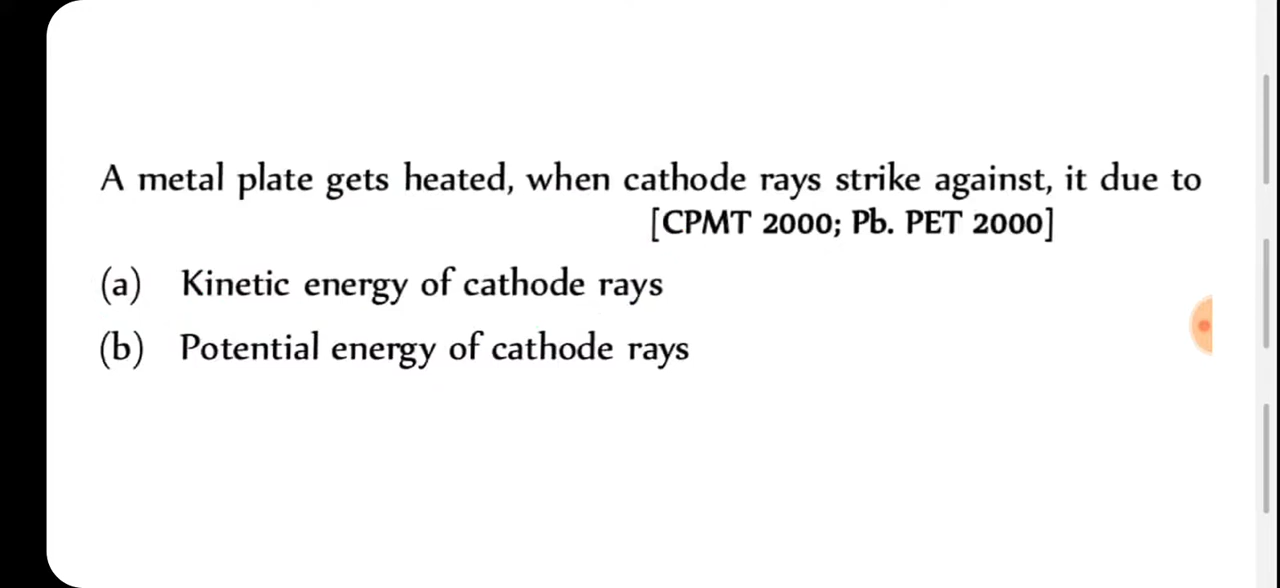 A metal plate gets heated, when cathode rays strike against, it due to
[CPMT 2000; Pb. PET 2000]
(a) Kinetic energy of cathode rays
(b) Potential energy of cathode rays